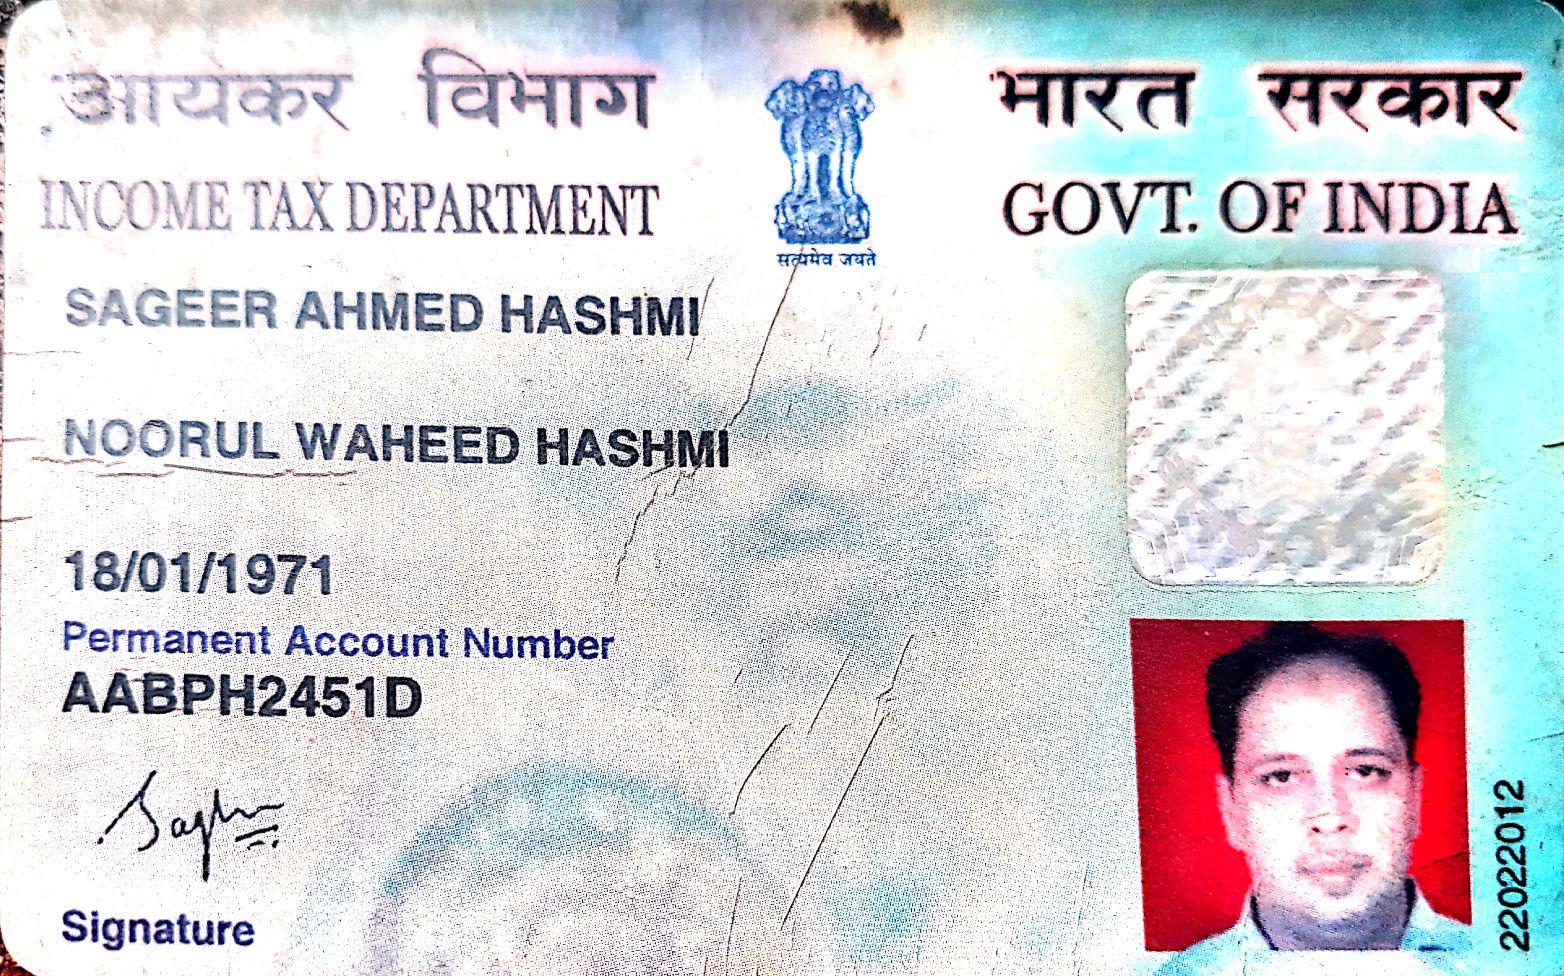 आयकर विभाग
भारत सरकार
INCOME TAX DEPARTMENT
GOVT. OF INDIA
सत्यमेव जयते
SAGEER AHMED HASHMI
NOORUL WAHEED HASHMI
18/01/1971
Permanent Account Number
AABPH2451D
Signature
22022012